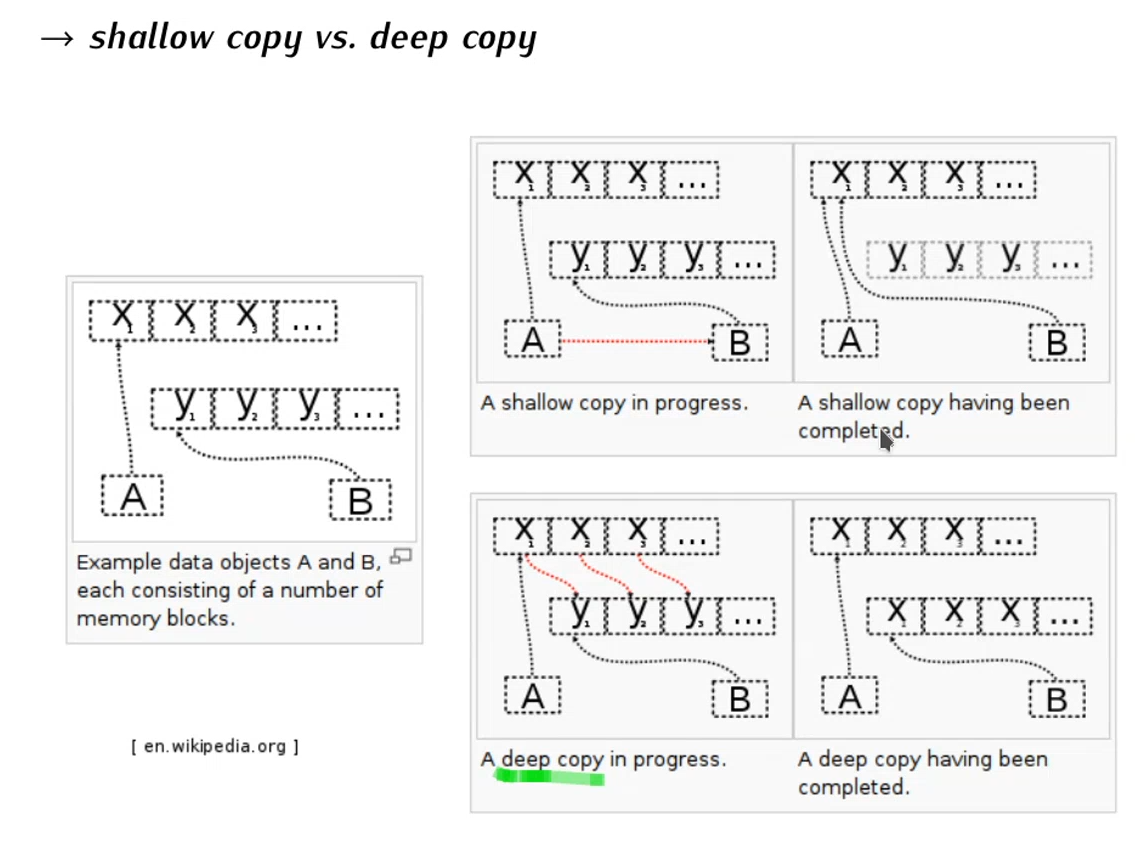 → shallow copy vs. deep copy
x₁ x₂ x₃ ...
y₁ y₂ y₃ ...
A B
Example data objects A and B,
each consisting of a number of
memory blocks.
[ en.wikipedia.org ]
x₁ x₂ x₃ ...
y₁ y₂ y₃ ...
A B
A shallow copy in progress.
x₁ x₂ x₃ ...
y₁ y₂ y₃ ...
A B
A shallow copy having been
completed.
x₁ x₂ x₃ ...
y₁ y₂ y₃ ...
A B
A deep copy in progress.
x₁ x₂ x₃ ...
x₁ x₂ x₃ ...
A B
A deep copy having been
completed.